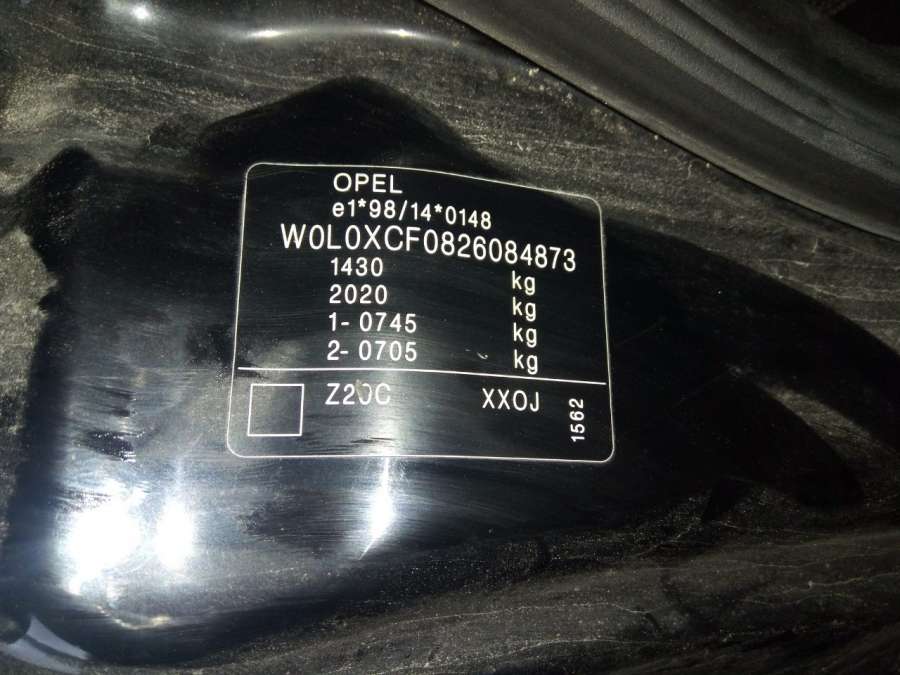 OPEL
e1*98/14*0148
W0L0XCF0826084873
1430 kg
2020 kg
1- 0745 kg
2- 0705 kg
Z20C XXOJ
1562